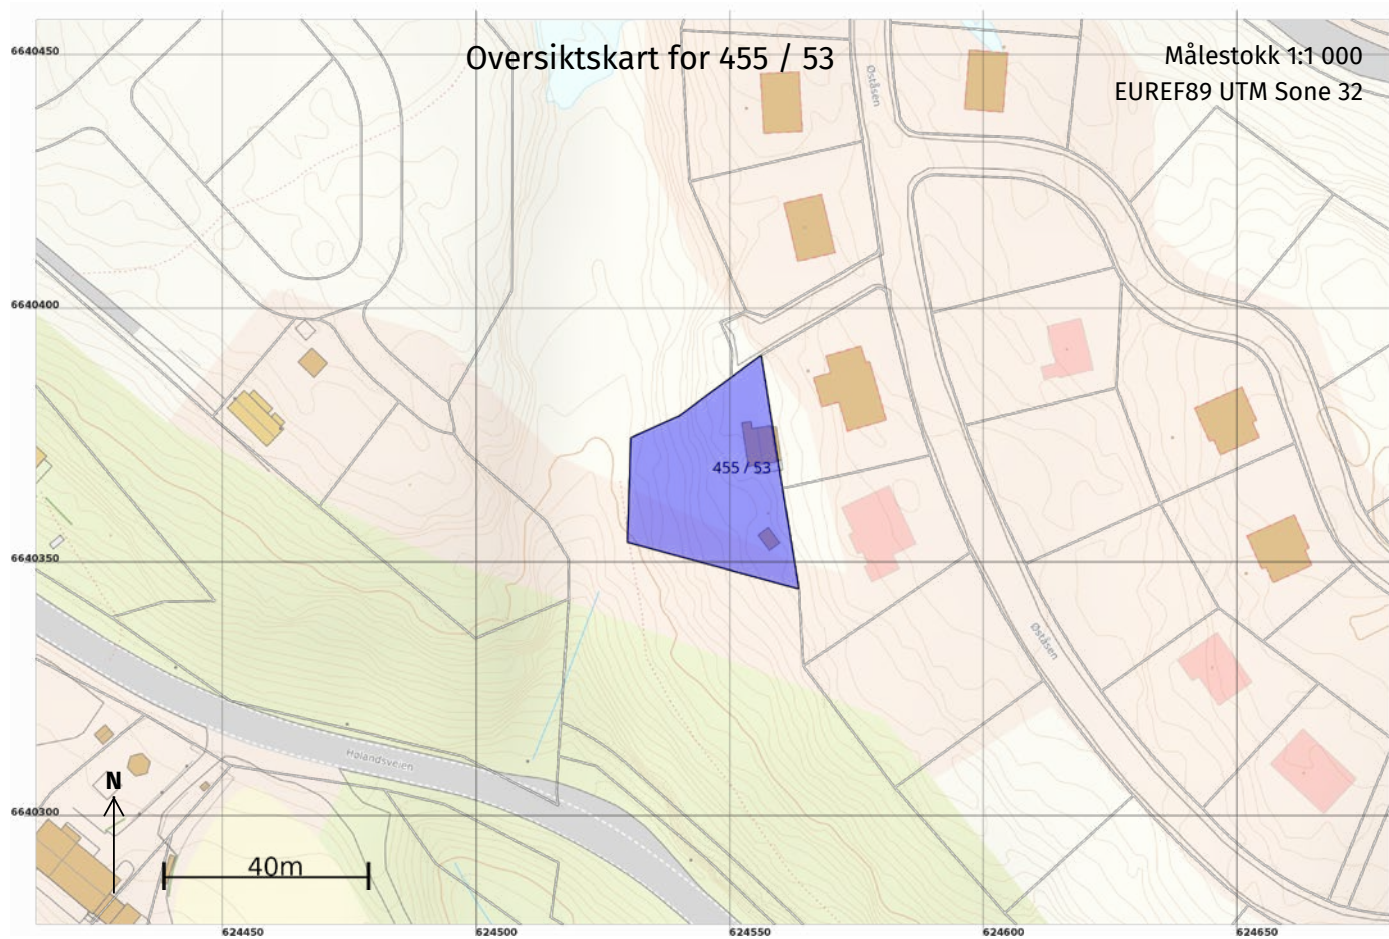 Oversiktskart for 455 / 53
Målestokk 1:1 000
EUREF89 UTM Sone 32
6640450
Øståsen
6640400
455 / 53
6640350
Øståsen
Hølandsveien
N
6640300
40m
624450
624500
624550
624600
624650